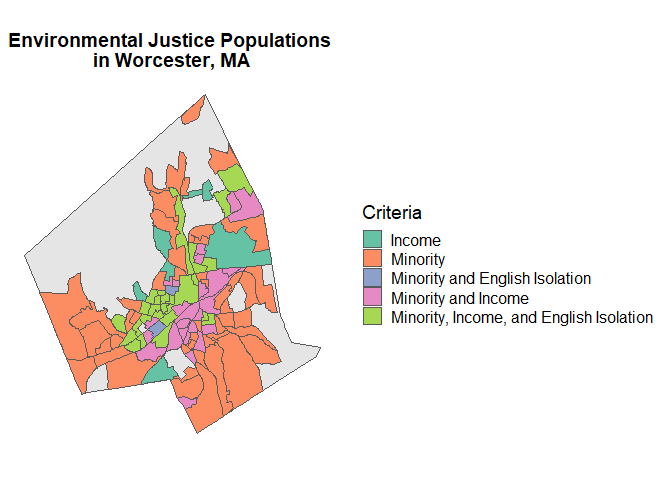 Environmental Justice Populations
in Worcester, MA
Criteria
Income
Minority
Minority and English Isolation
Minority and Income
Minority, Income, and English Isolation